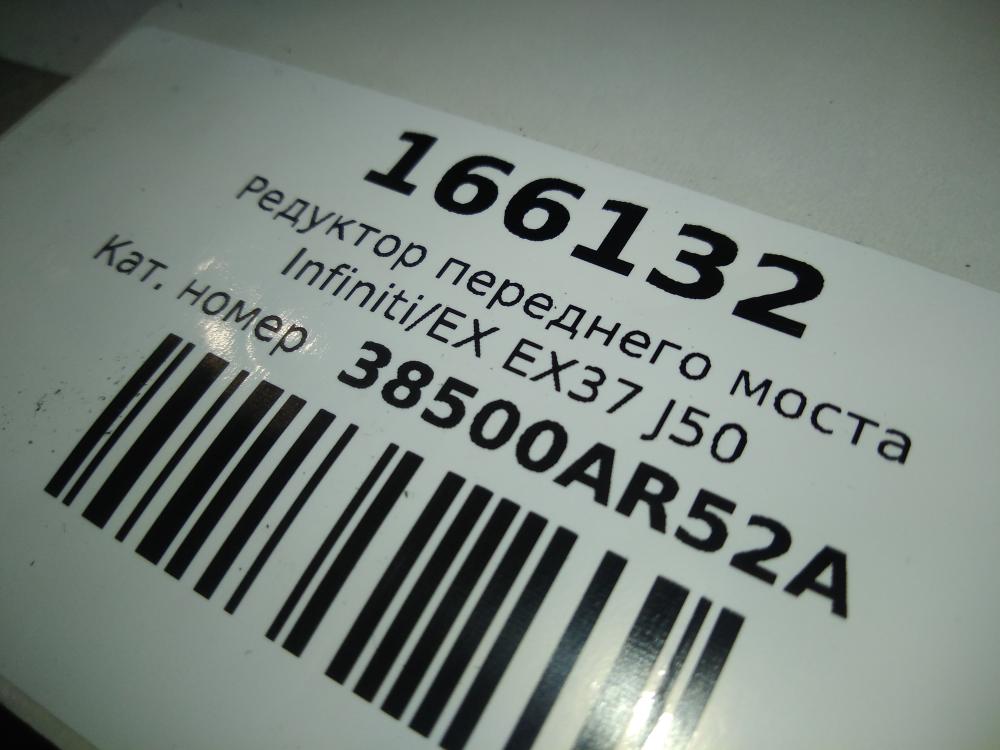 166132
Редуктор переднего моста
Infiniti/EX EX37 J50
Кат. номер 38500AR52A